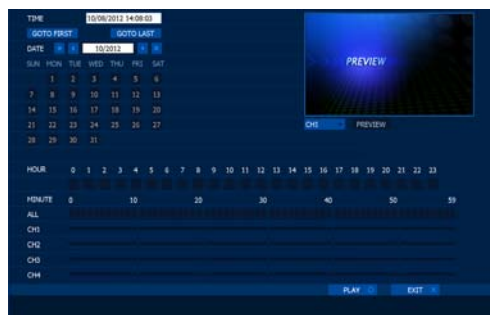 TIME 10/08/2012 14:08:03
GOTO FIRST GOTO LAST
DATE 10/2012
SUN MON TUE WED THU FRI SAT
1 2 3 4 5 6
7 8 9 10 11 12 13
14 15 16 17 18 19 20
21 22 23 24 25 26 27
28 29 30 31
PREVIEW
CH1 PREVIEW
HOUR 0 1 2 3 4 5 6 7 8 9 10 11 12 13 14 15 16 17 18 19 20 21 22 23
MINUTE 0 10 20 30 40 50 59
ALL
CH1
CH2
CH3
CH4
PLAY EXIT